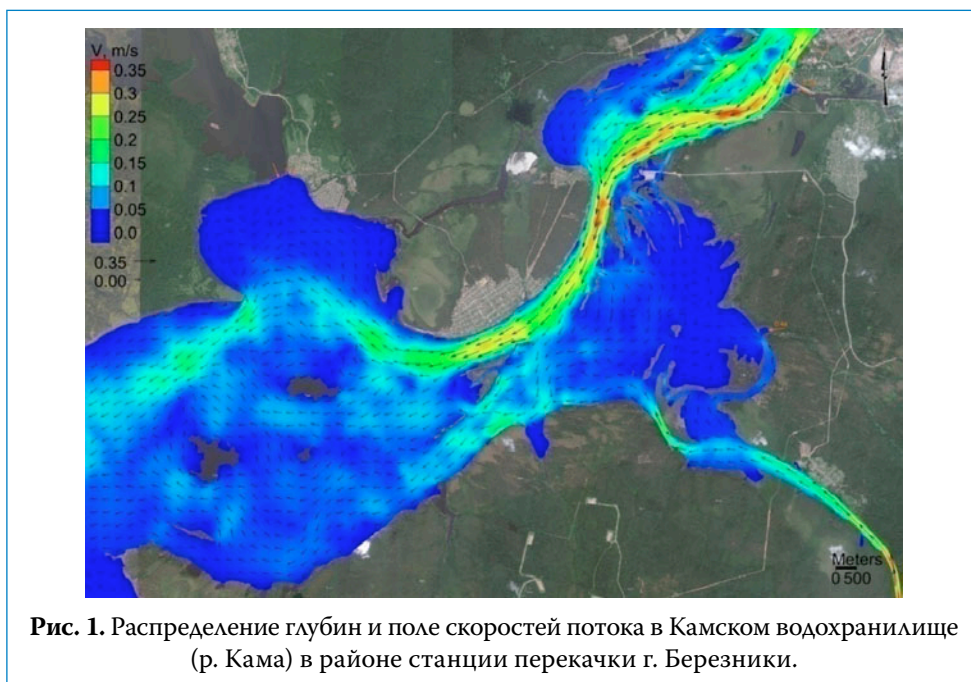 V, m/s
0.35
0.3
0.25
0.2
0.15
0.1
0.05
0.0
0.35
0.00
Meters
0 500
Рис. 1. Распределение глубин и поле скоростей потока в Камском водохранилище
(р. Кама) в районе станции перекачки г. Березники.